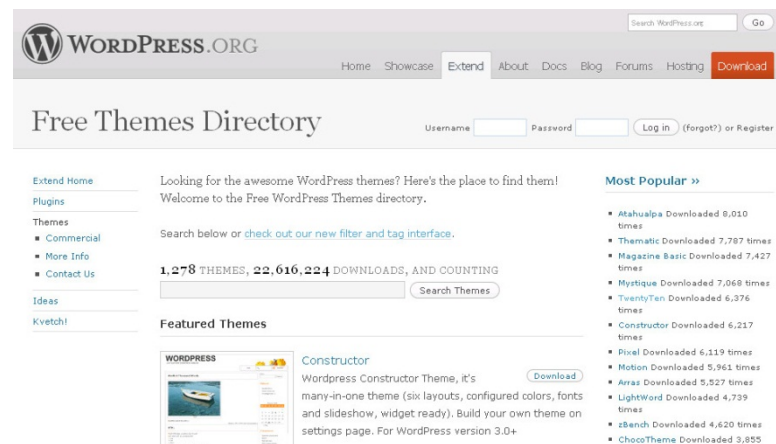 Search WordPress.org
Go
WORDPRESS.ORG
Home Showcase Extend About Docs Blog Forums Hosting Download
Free Themes Directory
Username Password Log in (forgot?) or Register
Extend Home
Plugins
Themes
Commercial
More Info
Contact Us
Ideas
Kvetch!
Looking for the awesome WordPress themes? Here's the place to find them!
Welcome to the Free WordPress Themes directory.
Search below or check out our new filter and tag interface.
1,278 THEMES, 22,616,224 DOWNLOADS, AND COUNTING
Search Themes
Featured Themes
WORDPRESS
Constructor
Download
Wordpress Constructor Theme, it's
many-in-one theme (six layouts, configured colors, fonts
and slideshow, widget ready). Build your own theme on
settings page. For WordPress version 3.0+
Most Popular »
Atahualpa Downloaded 8,010
times
Thematic Downloaded 7,787 times
Magazine Basic Downloaded 7,427
times
Mystique Downloaded 7,068 times
TwentyTen Downloaded 6,376
times
Constructor Downloaded 6,217
times
Pixel Downloaded 6,119 times
Motion Downloaded 5,961 times
Arras Downloaded 5,527 times
LightWord Downloaded 4,739
times
zBench Downloaded 4,620 times
ChocoTheme Downloaded 3,855